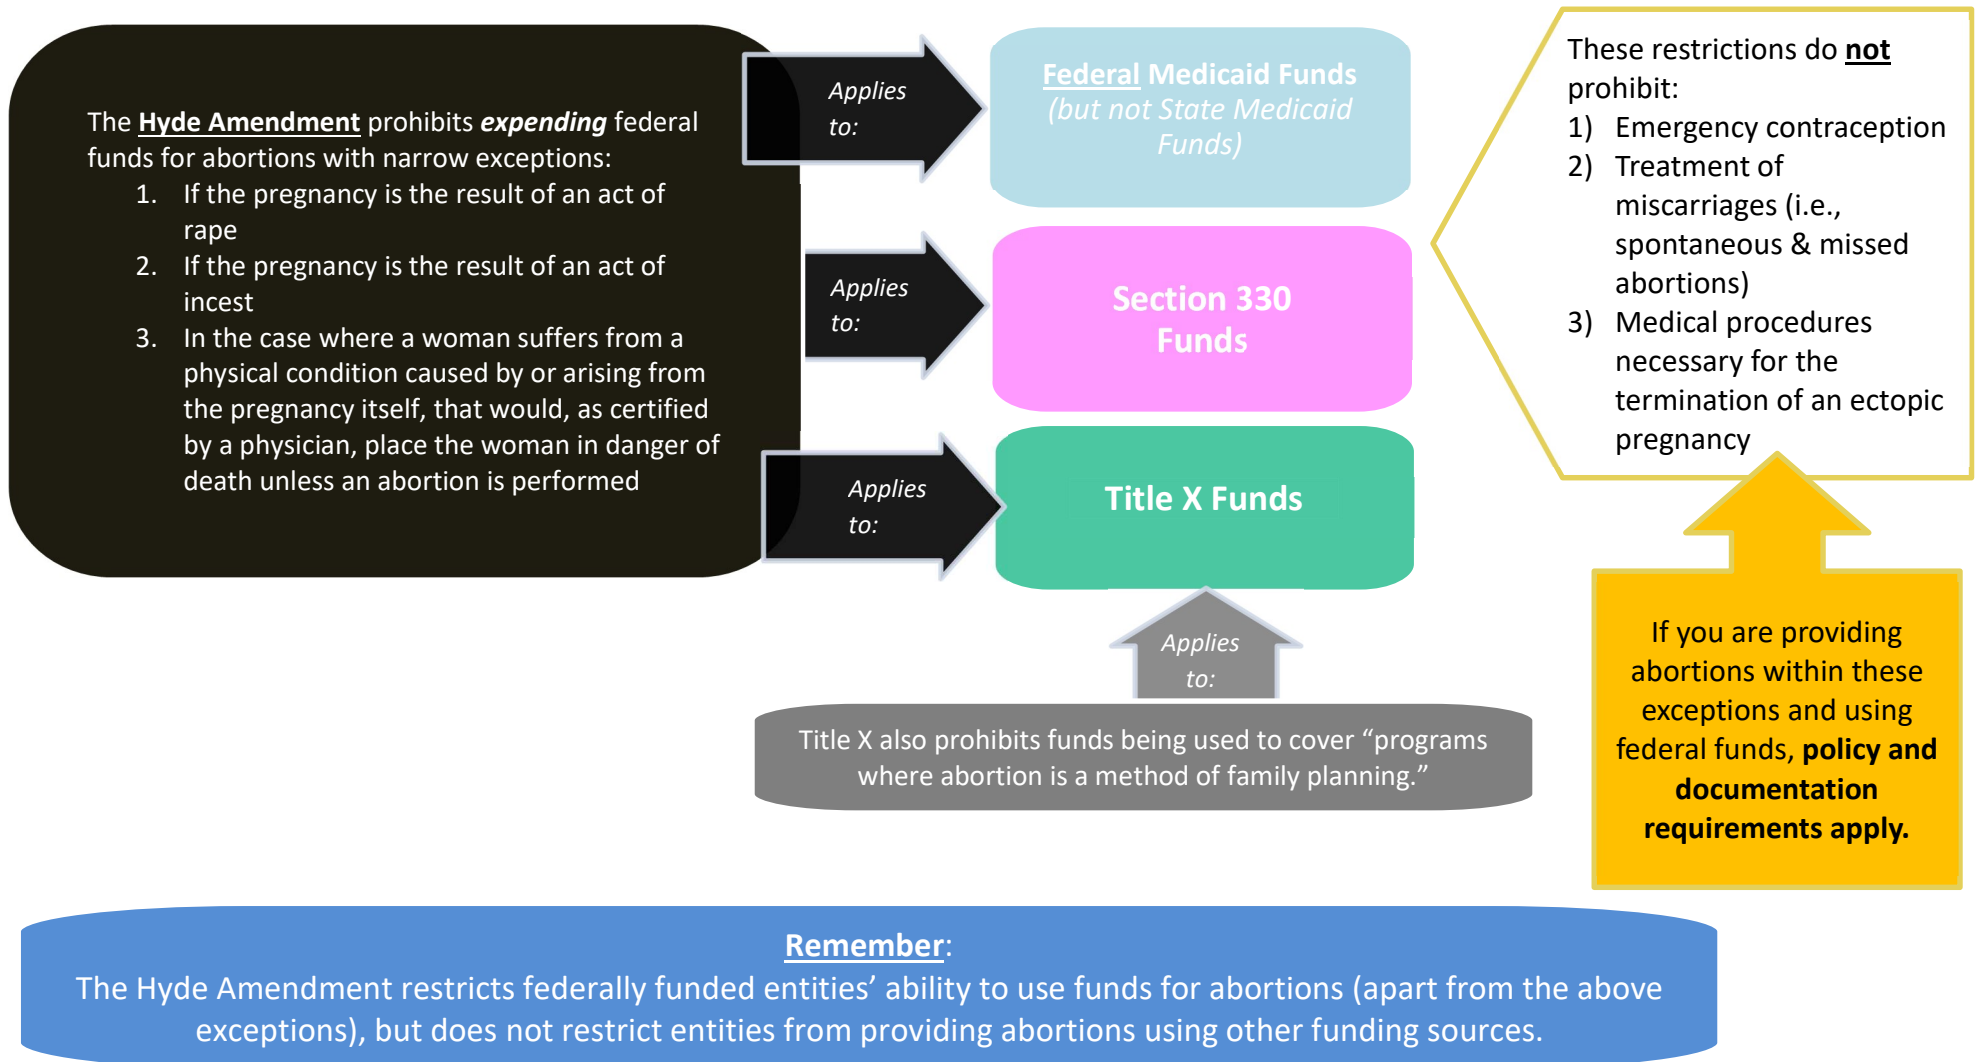 The Hyde Amendment prohibits expending federal
funds for abortions with narrow exceptions:
1. If the pregnancy is the result of an act of
rape
2. If the pregnancy is the result of an act of
incest
3. In the case where a woman suffers from a
physical condition caused by or arising from
the pregnancy itself, that would, as certified
by a physician, place the woman in danger of
death unless an abortion is performed
Applies
to:
Federal Medicaid Funds
(but not State Medicaid
Funds)
Applies
to:
Section 330
Funds
Applies
to:
Title X Funds
Applies
to:
Title X also prohibits funds being used to cover “programs
where abortion is a method of family planning.”
These restrictions do not
prohibit:
1) Emergency contraception
2) Treatment of
miscarriages (i.e.,
spontaneous & missed
abortions)
3) Medical procedures
necessary for the
termination of an ectopic
pregnancy
If you are providing
abortions within these
exceptions and using
federal funds, policy and
documentation
requirements apply.
Remember:
The Hyde Amendment restricts federally funded entities’ ability to use funds for abortions (apart from the above
exceptions), but does not restrict entities from providing abortions using other funding sources.